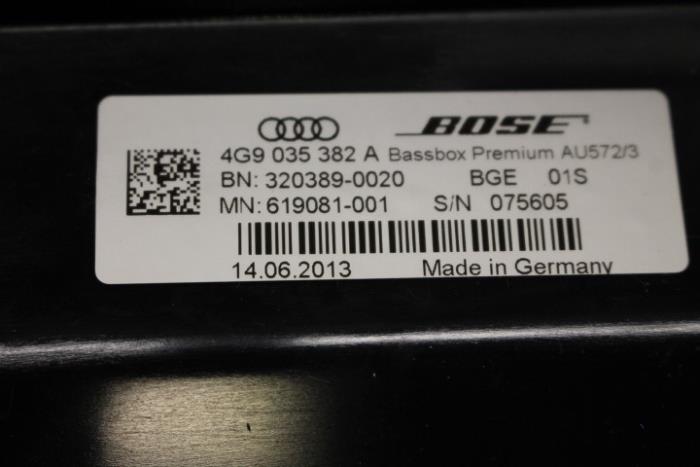 BOSE
4G9 035 382 A Bassbox Premium AU572/3
BN: 320389-0020 BGE 01S
MN: 619081-001 S/N 075605
14.06.2013 Made in Germany